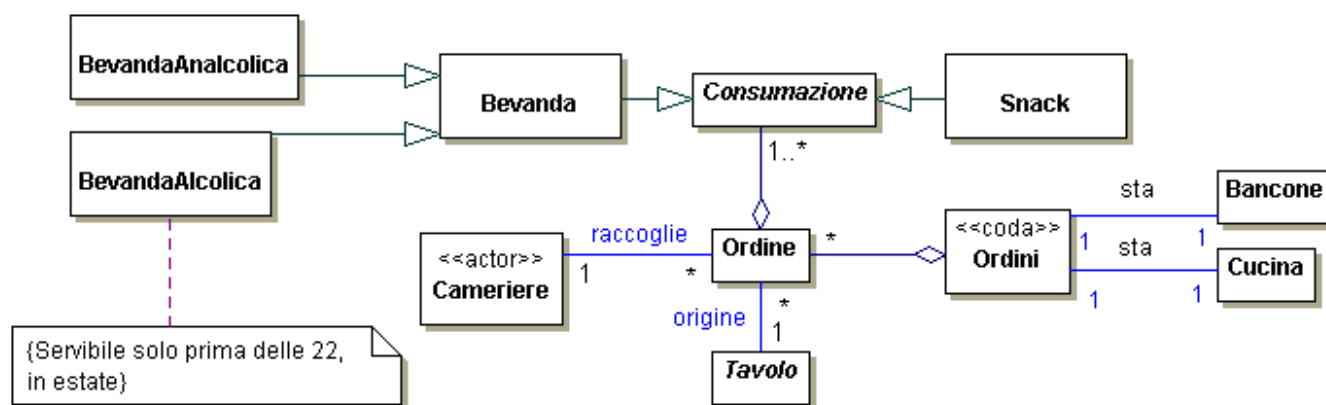 BevandaAnalcolica
Bevanda
Consumazione
Snack
BevandaAlcolica
1..*
sta
Bancone
<<coda>>
Ordini
1
1
sta
Cucina
1
1
raccoglie
Ordine
*
<<actor>>
Cameriere
1
*
origine
*
1
Tavolo
{Servibile solo prima delle 22,
in estate}